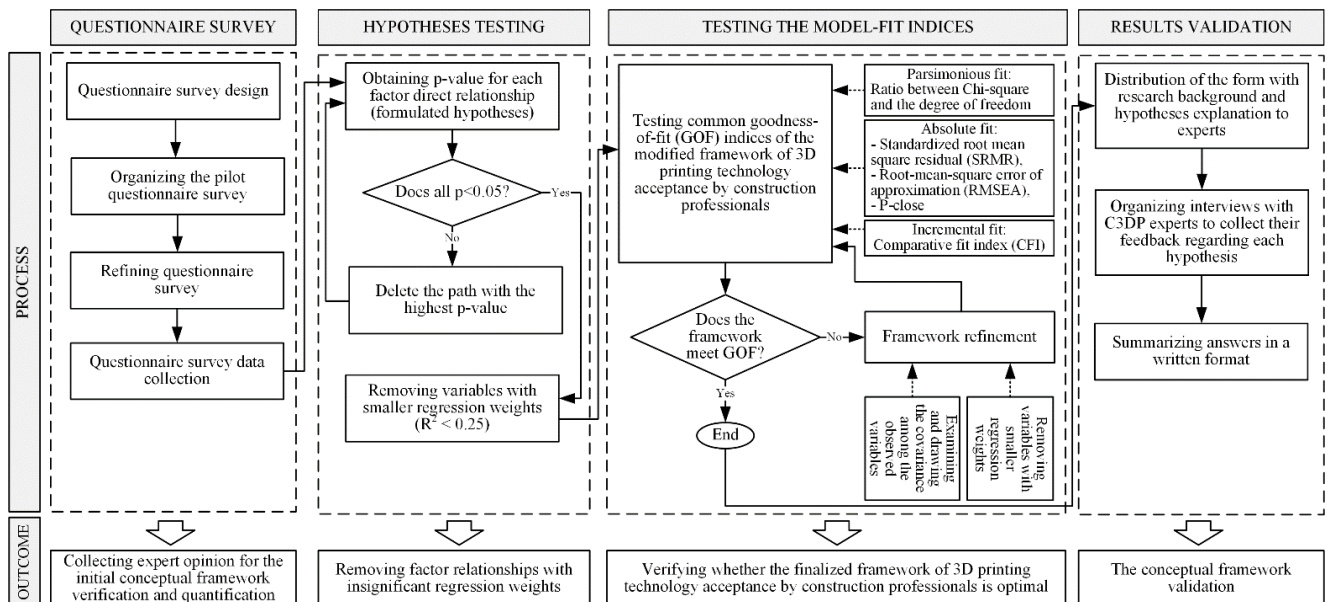 QUESTIONNAIRE SURVEY
HYPOTHESES TESTING
TESTING THE MODEL-FIT INDICES
RESULTS VALIDATION
PROCESS
Questionnaire survey design
Organizing the pilot
questionnaire survey
Refining questionnaire
survey
Questionnaire survey data
collection
Obtaining p-value for each
factor direct relationship
(formulated hypotheses)
Does all p<0.05?
Yes
No
Delete the path with the
highest p-value
Removing variables with
smaller regression weights
(R² < 0.25)
Testing common goodness-
of-fit (GOF) indices of the
modified framework of 3D
printing technology
acceptance by construction
professionals
Parsimonious fit:
Ratio between Chi-square
and the degree of freedom
Absolute fit:
- Standardized root mean
square residual (SRMR),
- Root-mean-square error of
approximation (RMSEA),
- P-close
Incremental fit:
Comparative fit index (CFI)
Does the
framework
meet GOF?
No
Framework refinement
Yes
End
Examining
and drawing
the covariance
among the
observed
variables
Removing
variables with
smaller
regression
weights
Distribution of the form with
research background and
hypotheses explanation to
experts
Organizing interviews with
C3DP experts to collect their
feedback regarding each
hypothesis
Summarizing answers in a
written format
OUTCOME
Collecting expert opinion for the
initial conceptual framework
verification and quantification
Removing factor relationships with
insignificant regression weights
Verifying whether the finalized framework of 3D printing
technology acceptance by construction professionals is optimal
The conceptual framework
validation